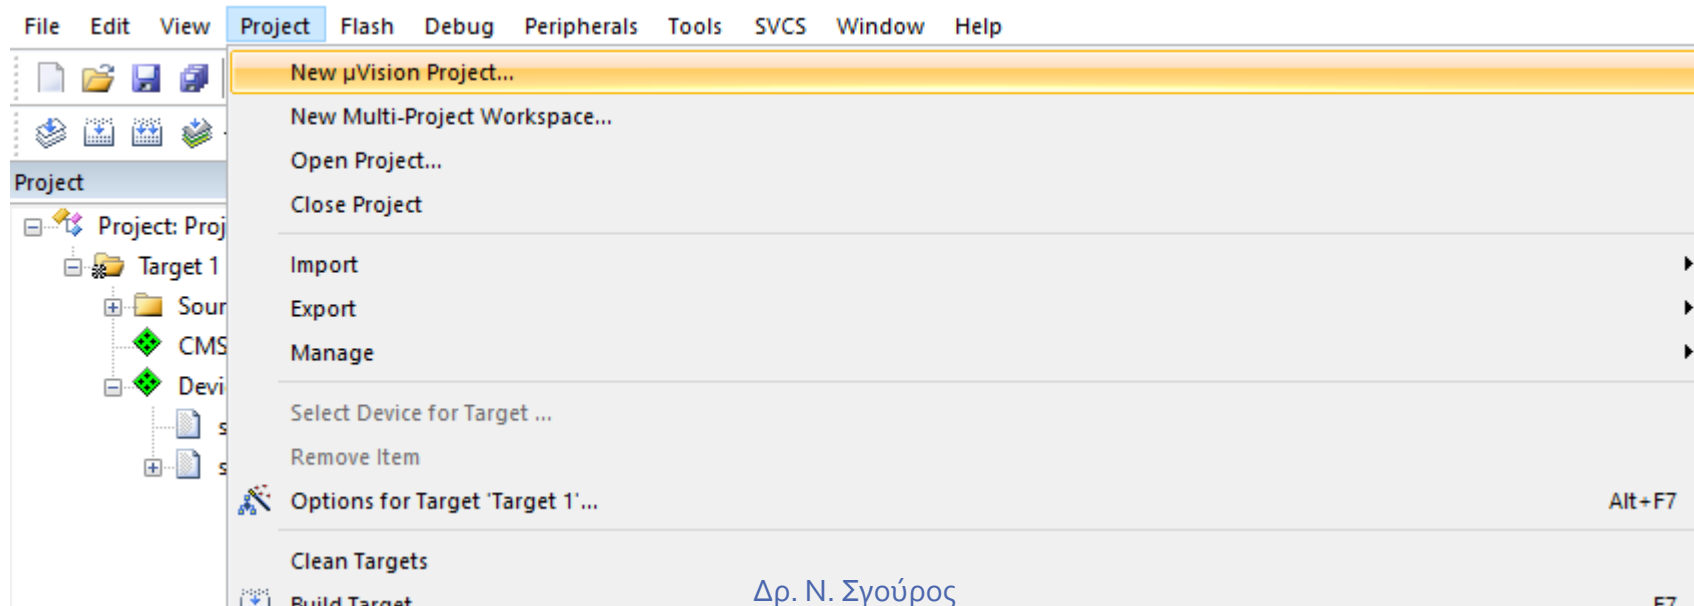 File Edit View Project Flash Debug Peripherals Tools SVCS Window Help
New µVision Project...
New Multi-Project Workspace...
Open Project...
Project
Close Project
Project: Proj
Import
Target 1
Export
Sour
CMS
Manage
Devi
Select Device for Target ...
s
Remove Item
s
Options for Target 'Target 1'... Alt+F7
Clean Targets
Build Target F7
Δρ. Ν. Σγούρος